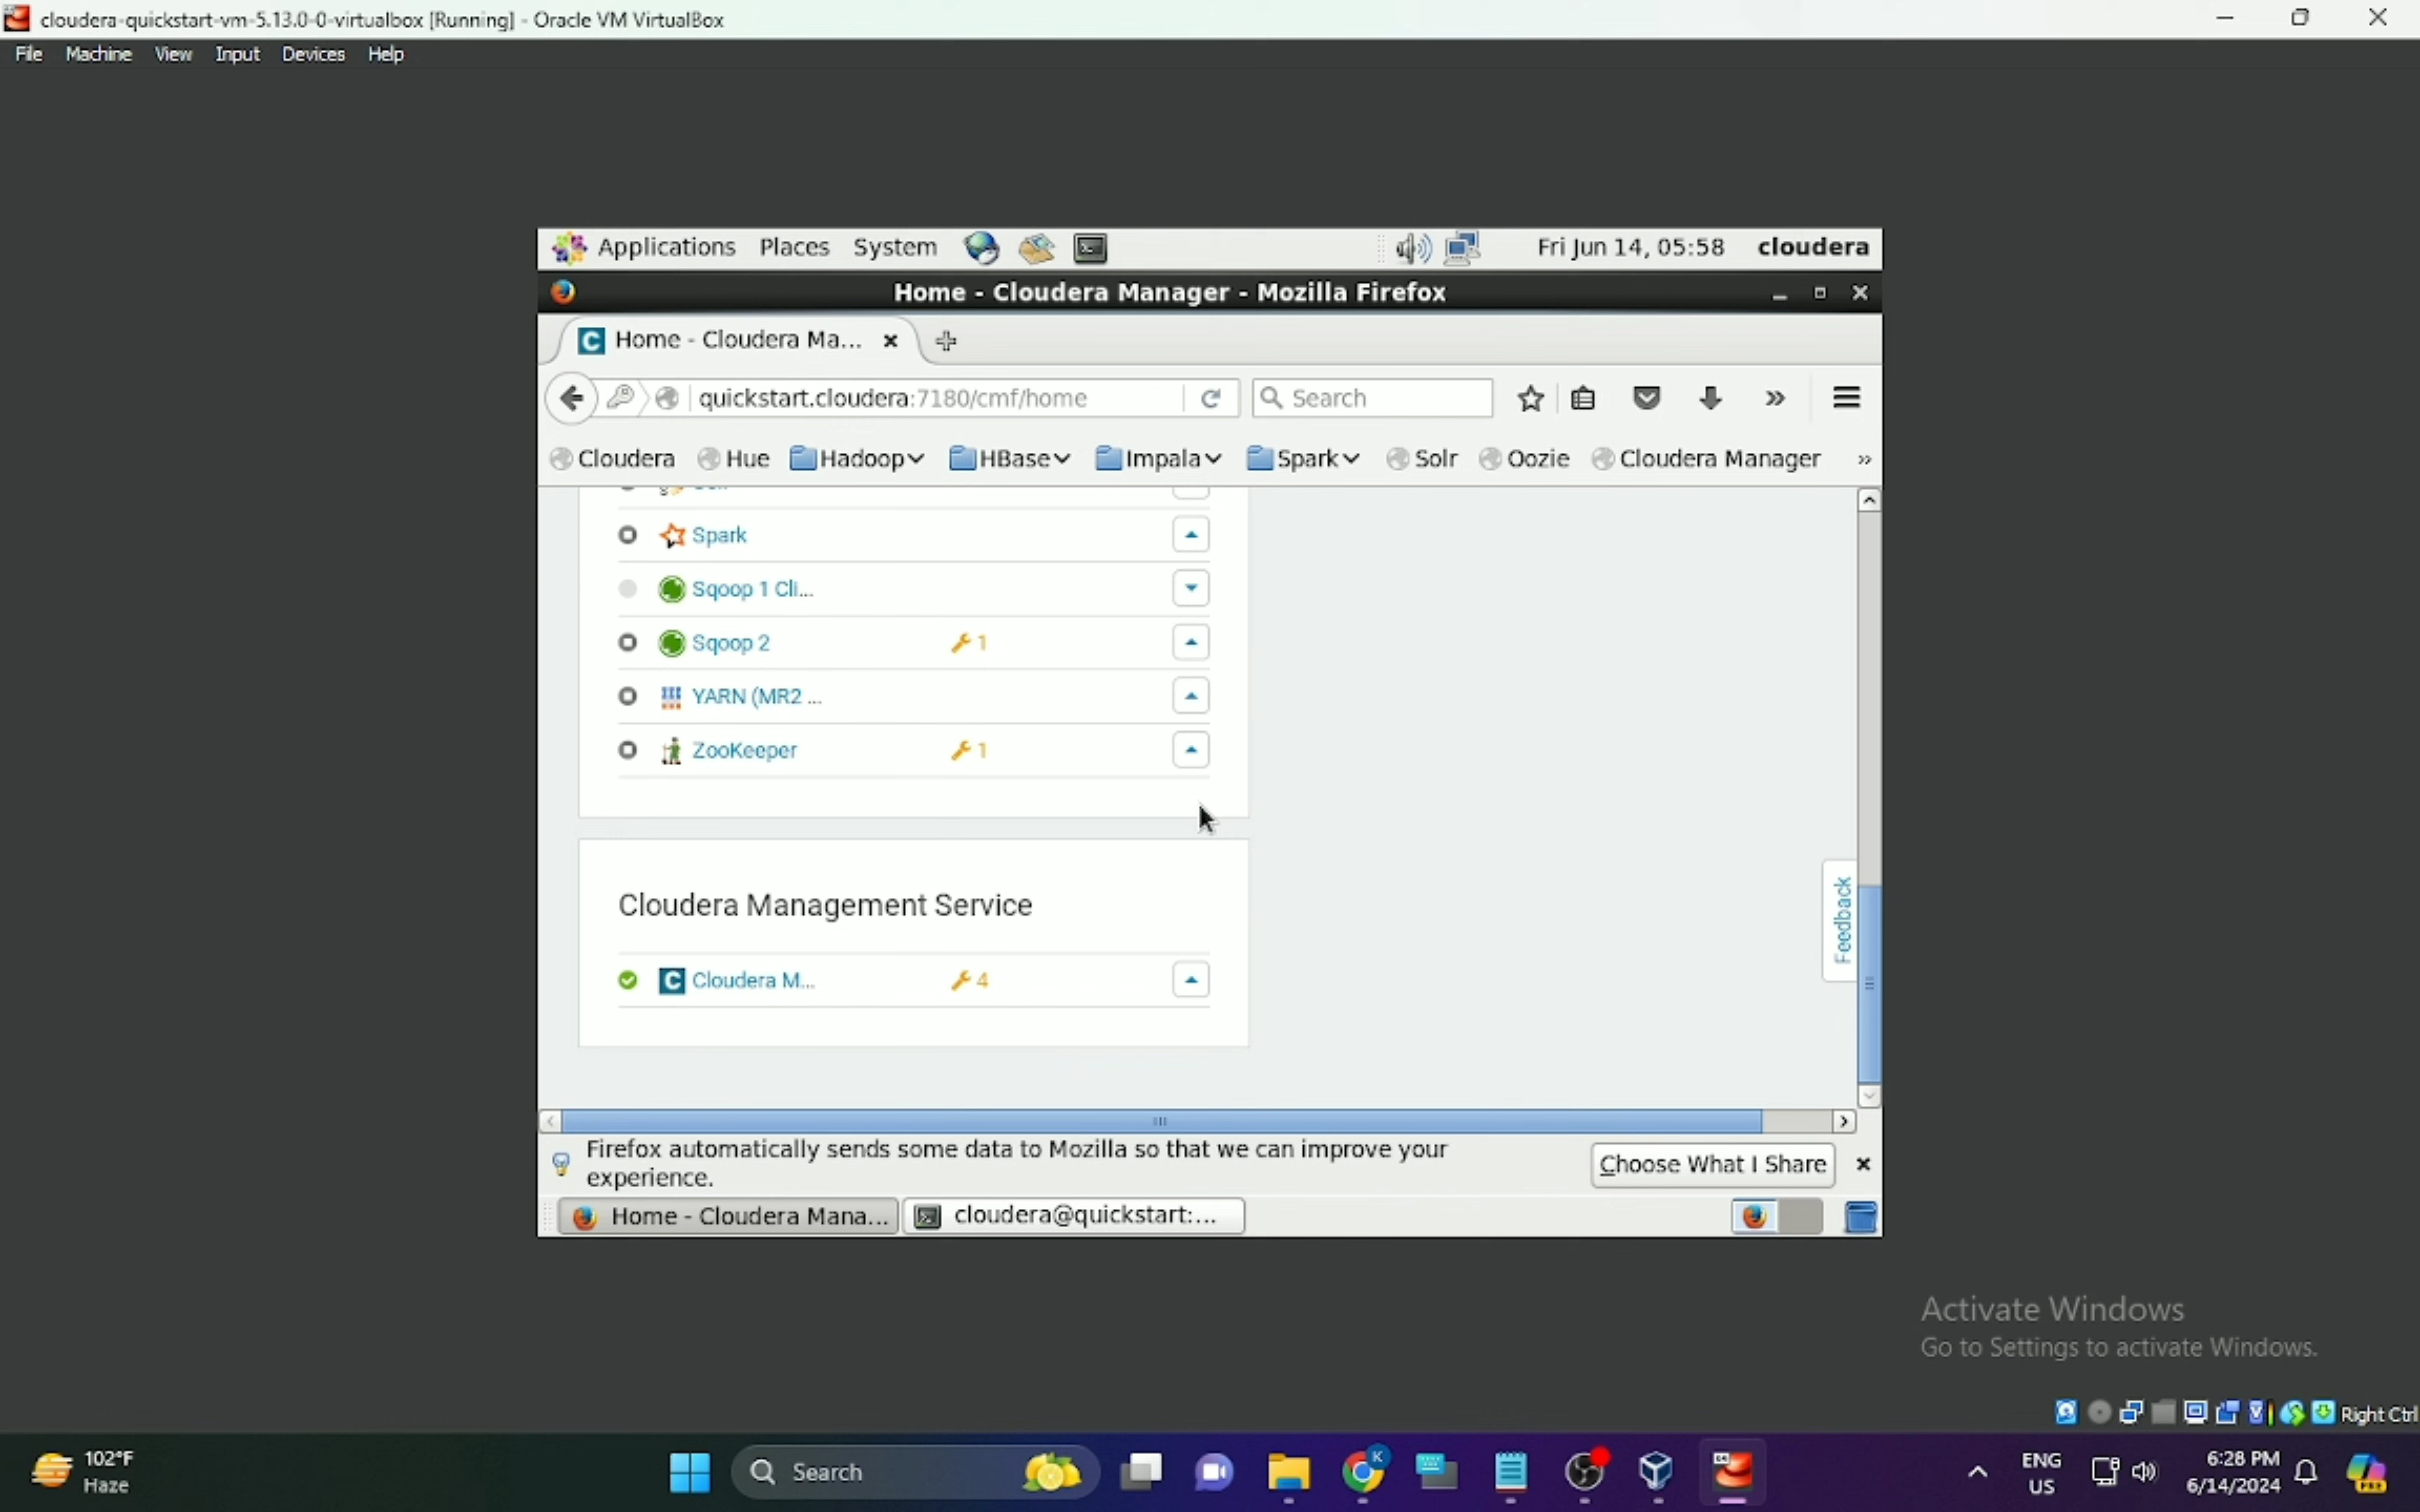 cloudera-quickstart-vm-5.13.0-0-virtualbox [Running] - Oracle VM VirtualBox
File Machine View Input Devices Help
Applications Places System Fri Jun 14, 05:58 cloudera
Home - Cloudera Manager - Mozilla Firefox
Home - Cloudera Ma...
quickstart.cloudera:7180/cmf/home Search
Cloudera Hue Hadoop HBase Impala Spark Solr Oozie Cloudera Manager »
Spark
Sqoop 1 Cli...
Sqoop 2 1
YARN (MR2 ...
ZooKeeper 1
Cloudera Management Service
Cloudera M... 4
Feedback
Firefox automatically sends some data to Mozilla so that we can improve your
experience.
Choose What I Share
Home - Cloudera Mana... cloudera@quickstart:...
Activate Windows
Go to Settings to activate Windows.
Right Ctrl
102°F
Haze
Search
ENG
US
6:28 PM
6/14/2024